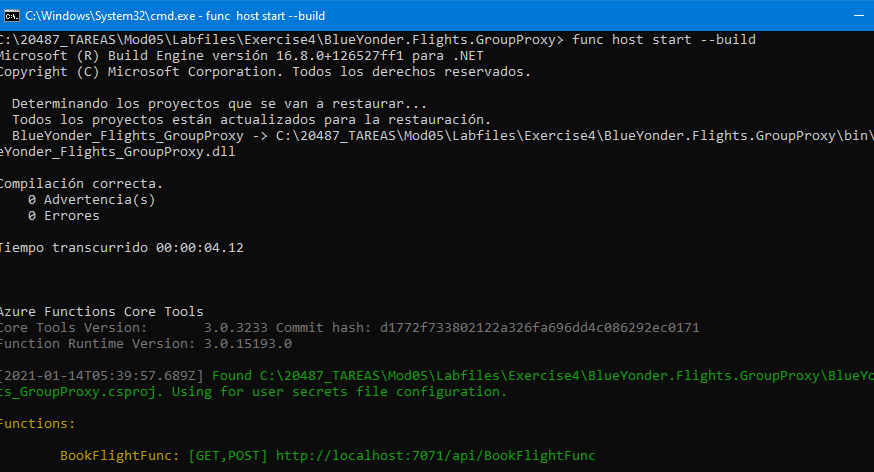 C:\Windows\System32\cmd.exe - func host start --build
C:\20487_TAREAS\Mod05\Labfiles\Exercise4\BlueYonder.Flights.GroupProxy> func host start --build
Microsoft (R) Build Engine versión 16.8.0+126527ff1 para .NET
Copyright (C) Microsoft Corporation. Todos los derechos reservados.
Determinando los proyectos que se van a restaurar...
Todos los proyectos están actualizados para la restauración.
BlueYonder_Flights_GroupProxy -> C:\20487_TAREAS\Mod05\Labfiles\Exercise4\BlueYonder.Flights.GroupProxy\bin\
eYonder_Flights_GroupProxy.dll
Compilación correcta.
0 Advertencia(s)
0 Errores
Tiempo transcurrido 00:00:04.12
Azure Functions Core Tools
Core Tools Version: 3.0.3233 Commit hash: d1772f733802122a326fa696dd4c086292ec0171
Function Runtime Version: 3.0.15193.0
[2021-01-14T05:39:57.689Z] Found C:\20487_TAREAS\Mod05\Labfiles\Exercise4\BlueYonder.Flights.GroupProxy\BlueYo
ts_GroupProxy.csproj. Using for user secrets file configuration.
Functions:
BookFlightFunc: [GET,POST] http://localhost:7071/api/BookFlightFunc